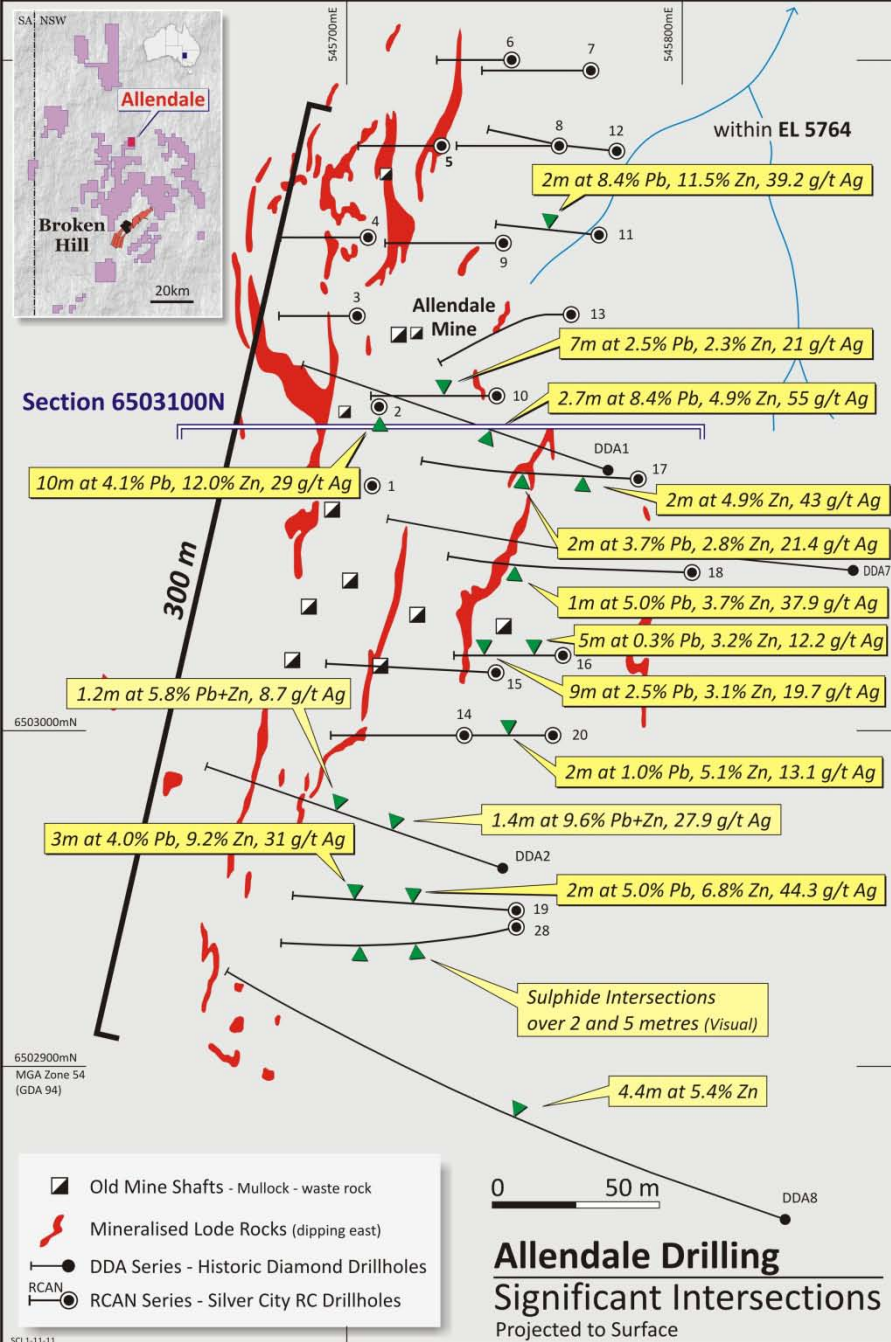 SA
NSW
Allendale
Broken
Hill
20km
545700mE
545800mE
6
7
5
8
12
within EL 5764
2m at 8.4% Pb, 11.5% Zn, 39.2 g/t Ag
4
9
11
3
Allendale
Mine
13
7m at 2.5% Pb, 2.3% Zn, 21 g/t Ag
Section 6503100N
2
10
2.7m at 8.4% Pb, 4.9% Zn, 55 g/t Ag
DDA1
17
10m at 4.1% Pb, 12.0% Zn, 29 g/t Ag
1
2m at 4.9% Zn, 43 g/t Ag
2m at 3.7% Pb, 2.8% Zn, 21.4 g/t Ag
300 m
18
DDA7
1m at 5.0% Pb, 3.7% Zn, 37.9 g/t Ag
5m at 0.3% Pb, 3.2% Zn, 12.2 g/t Ag
16
15
9m at 2.5% Pb, 3.1% Zn, 19.7 g/t Ag
1.2m at 5.8% Pb+Zn, 8.7 g/t Ag
6503000mN
14
20
2m at 1.0% Pb, 5.1% Zn, 13.1 g/t Ag
1.4m at 9.6% Pb+Zn, 27.9 g/t Ag
3m at 4.0% Pb, 9.2% Zn, 31 g/t Ag
DDA2
2m at 5.0% Pb, 6.8% Zn, 44.3 g/t Ag
19
28
Sulphide Intersections
over 2 and 5 metres (Visual)
6502900mN
MGA Zone 54
(GDA 94)
4.4m at 5.4% Zn
DDA8
Old Mine Shafts - Mullock - waste rock
Mineralised Lode Rocks (dipping east)
DDA Series - Historic Diamond Drillholes
RCAN
RCAN Series - Silver City RC Drillholes
0 50 m
Allendale Drilling
Significant Intersections
Projected to Surface
SCI 1-11-11